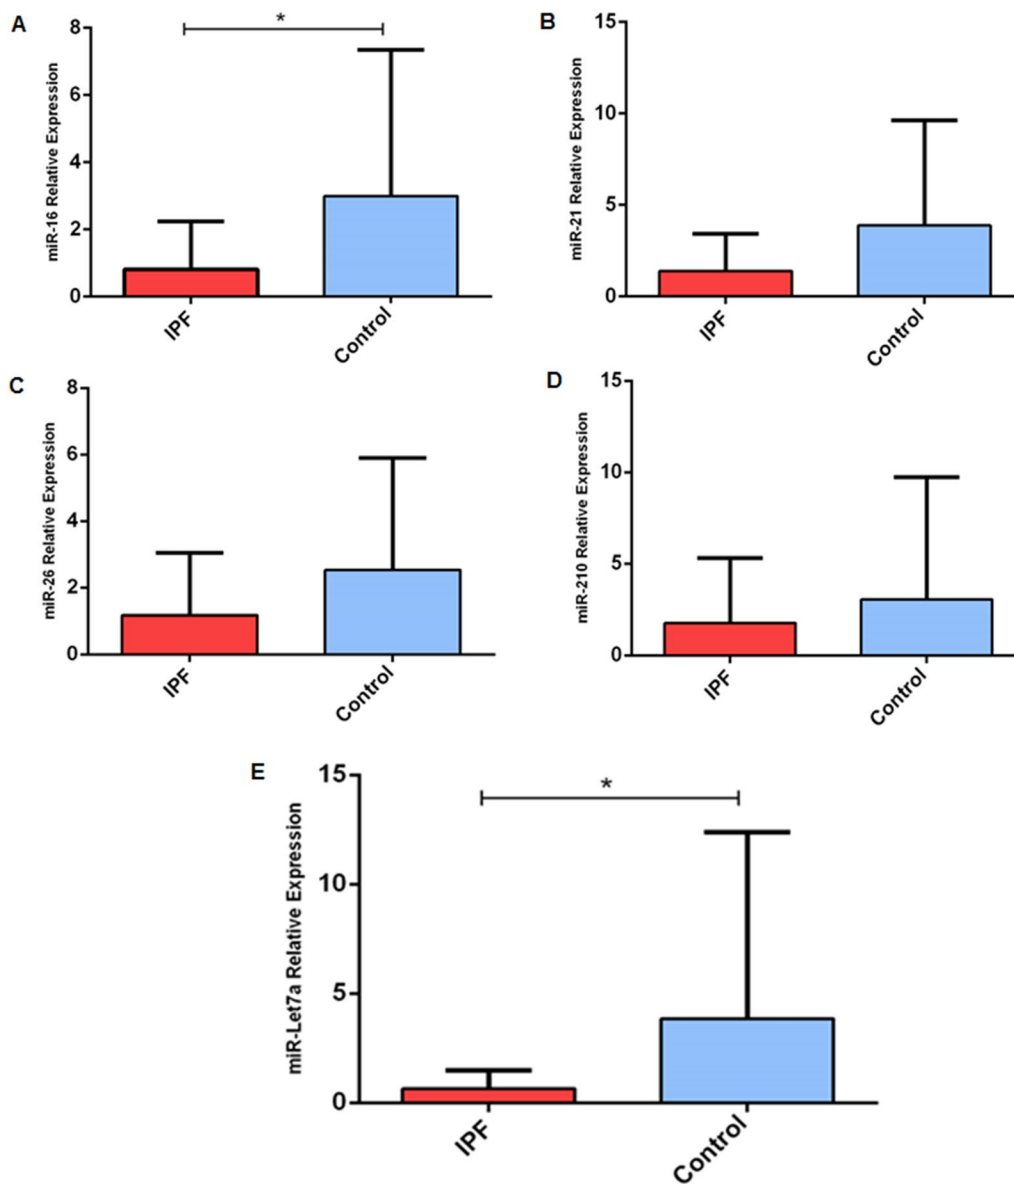 A
miR-16 Relative Expression
8
6
4
2
0
*
IPF
Control
B
miR-21 Relative Expression
15
10
5
0
IPF
Control
C
miR-26 Relative Expression
8
6
4
2
0
IPF
Control
D
miR-210 Relative Expression
15
10
5
0
IPF
Control
E
miR-Let7a Relative Expression
15
10
5
0
*
IPF
Control